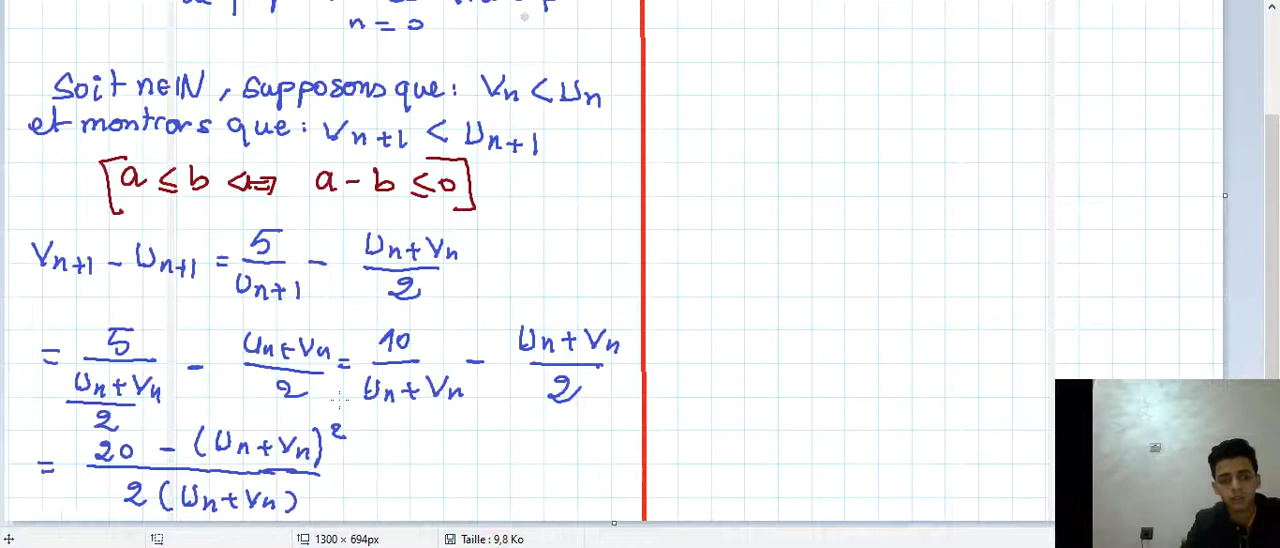 n = 0
Soit n∈IN, supposons que : Vn < Un
et montrons que : Vn+1 < Un+1
[a ≤ b ⟺ a - b ≤ 0]
Vn+1 - Un+1 = 5/Un+1 - (Un+Vn)/2
= 5/((Un+Vn)/2) - (Un+Vn)/2 = 10/(Un+Vn) - (Un+Vn)/2
= (20 - (Un+Vn)²)/(2(Un+Vn))
1300 × 694px
Taille : 9,8 Ko